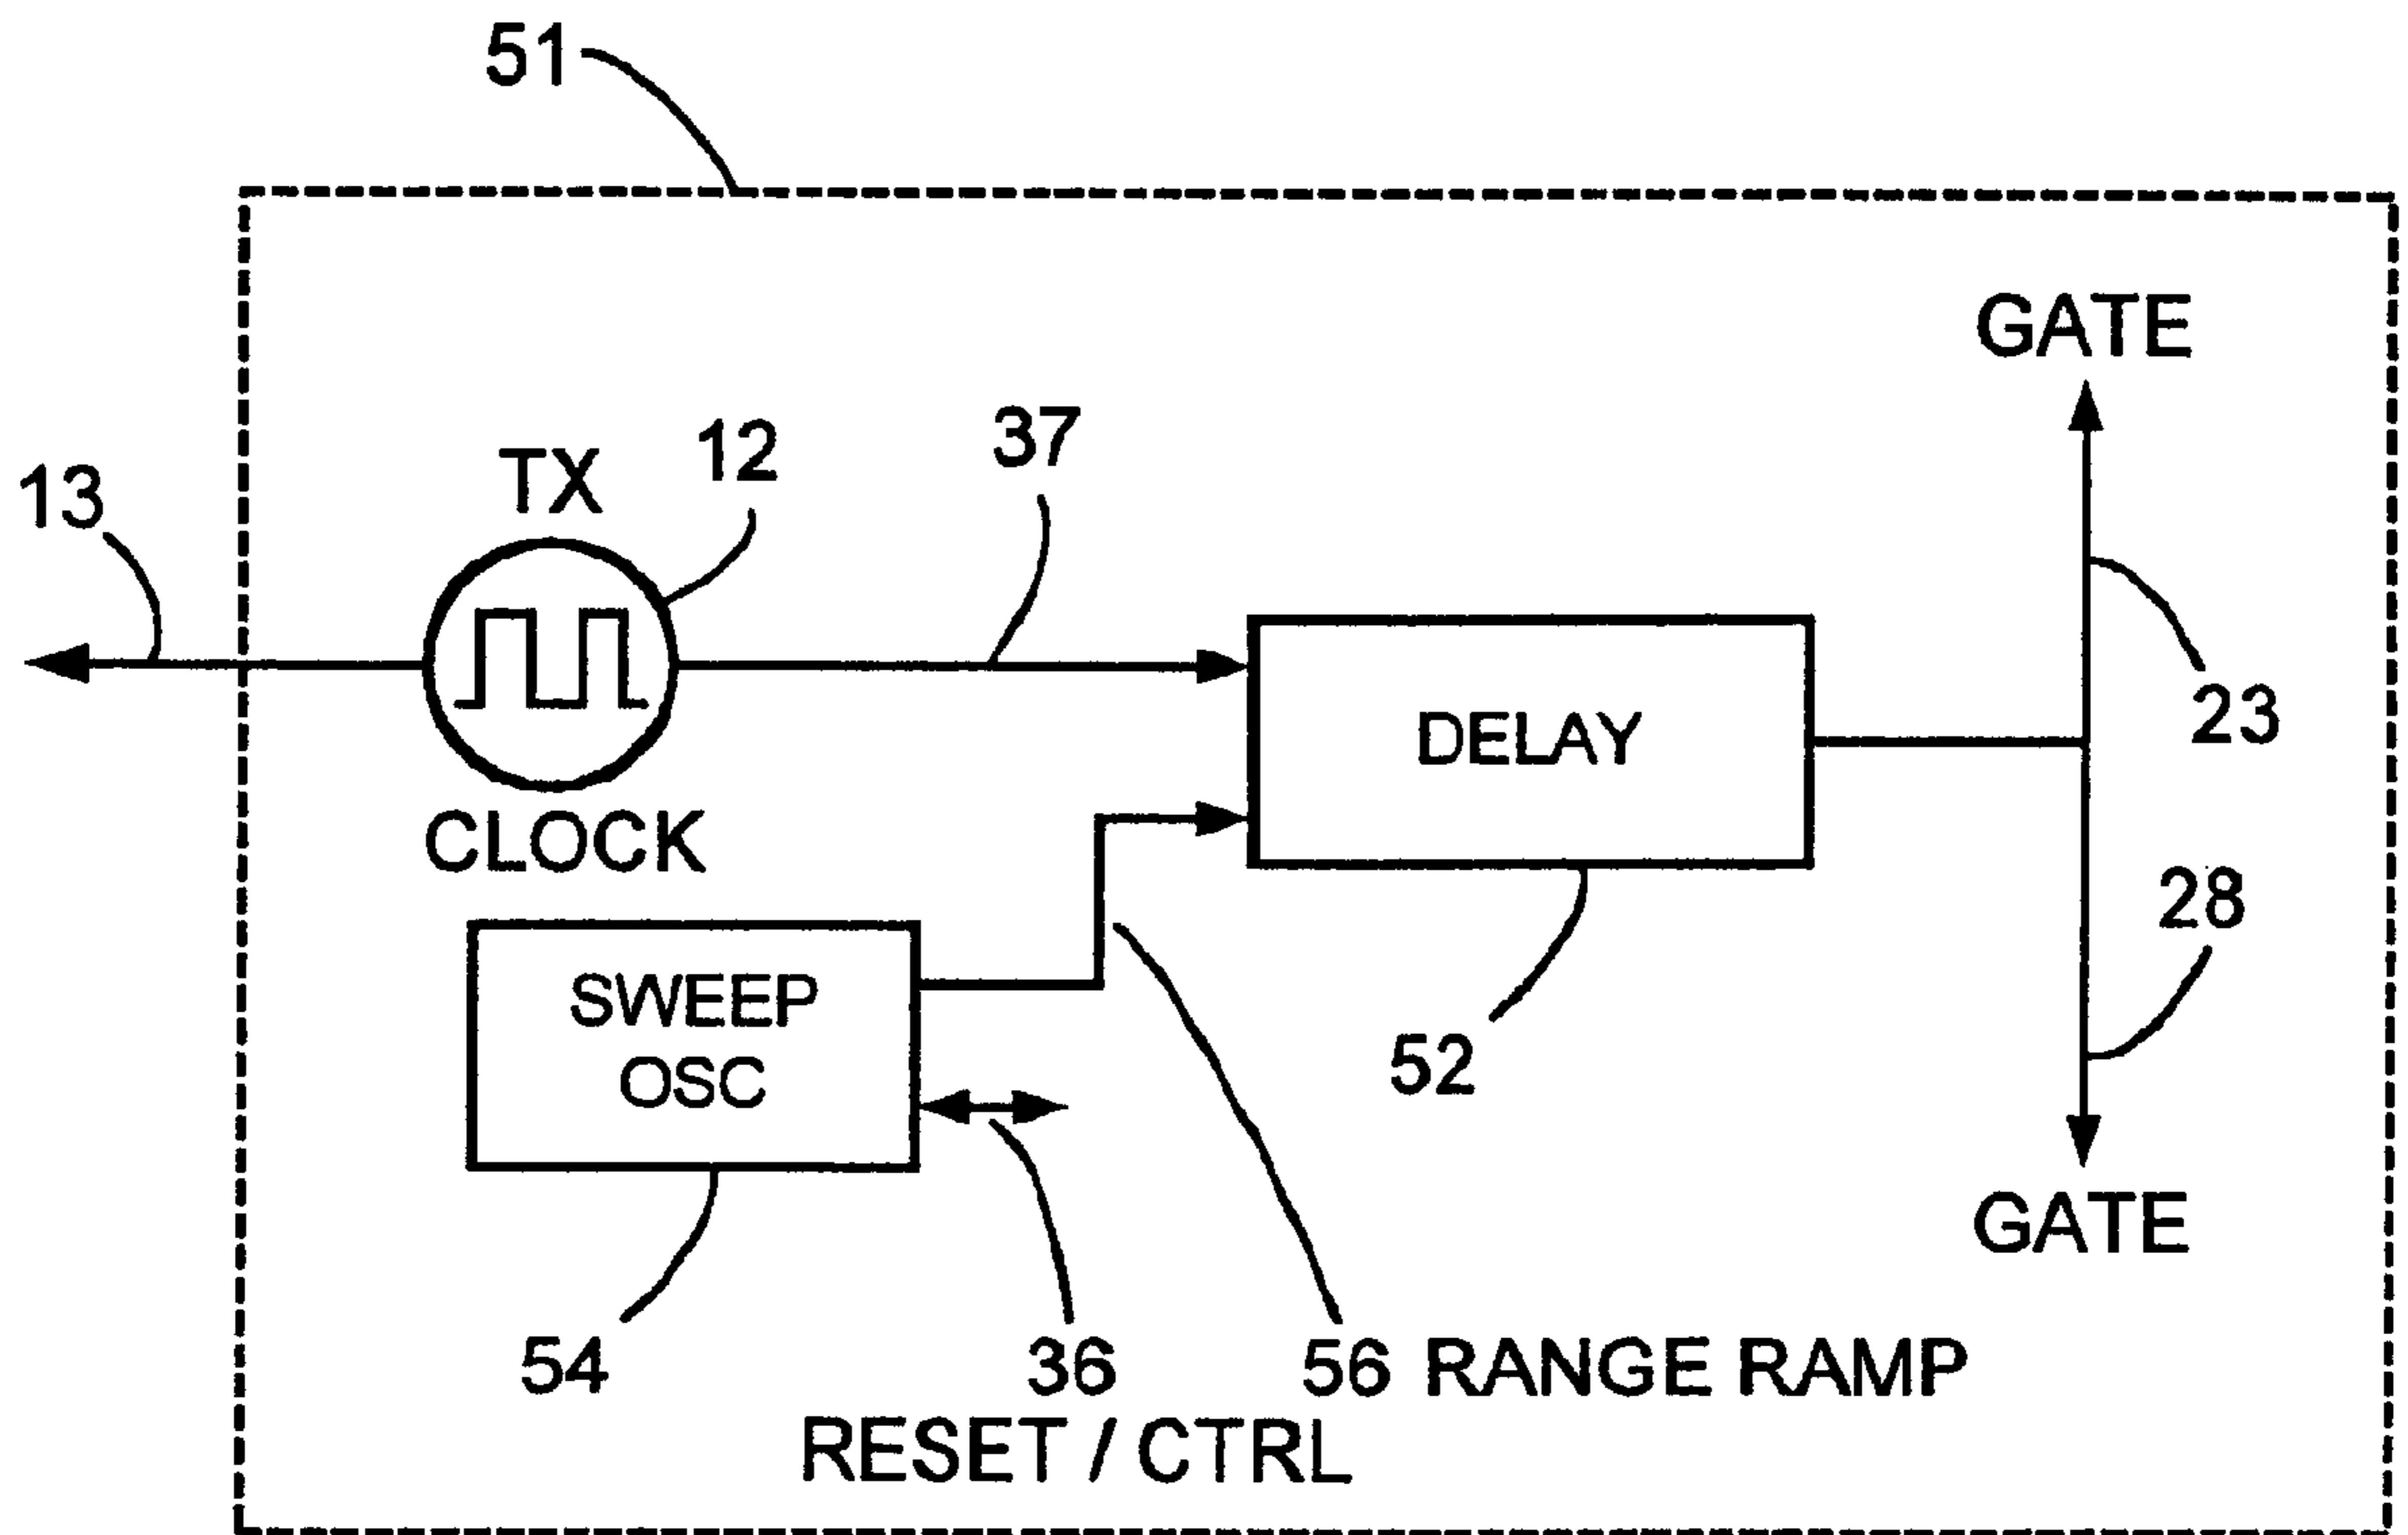 51
GATE
37
12
TX
13
23
DELAY
CLOCK
28
SWEEP
OSC
52
GATE
54
36
56 RANGE RAMP
RESET / CTRL